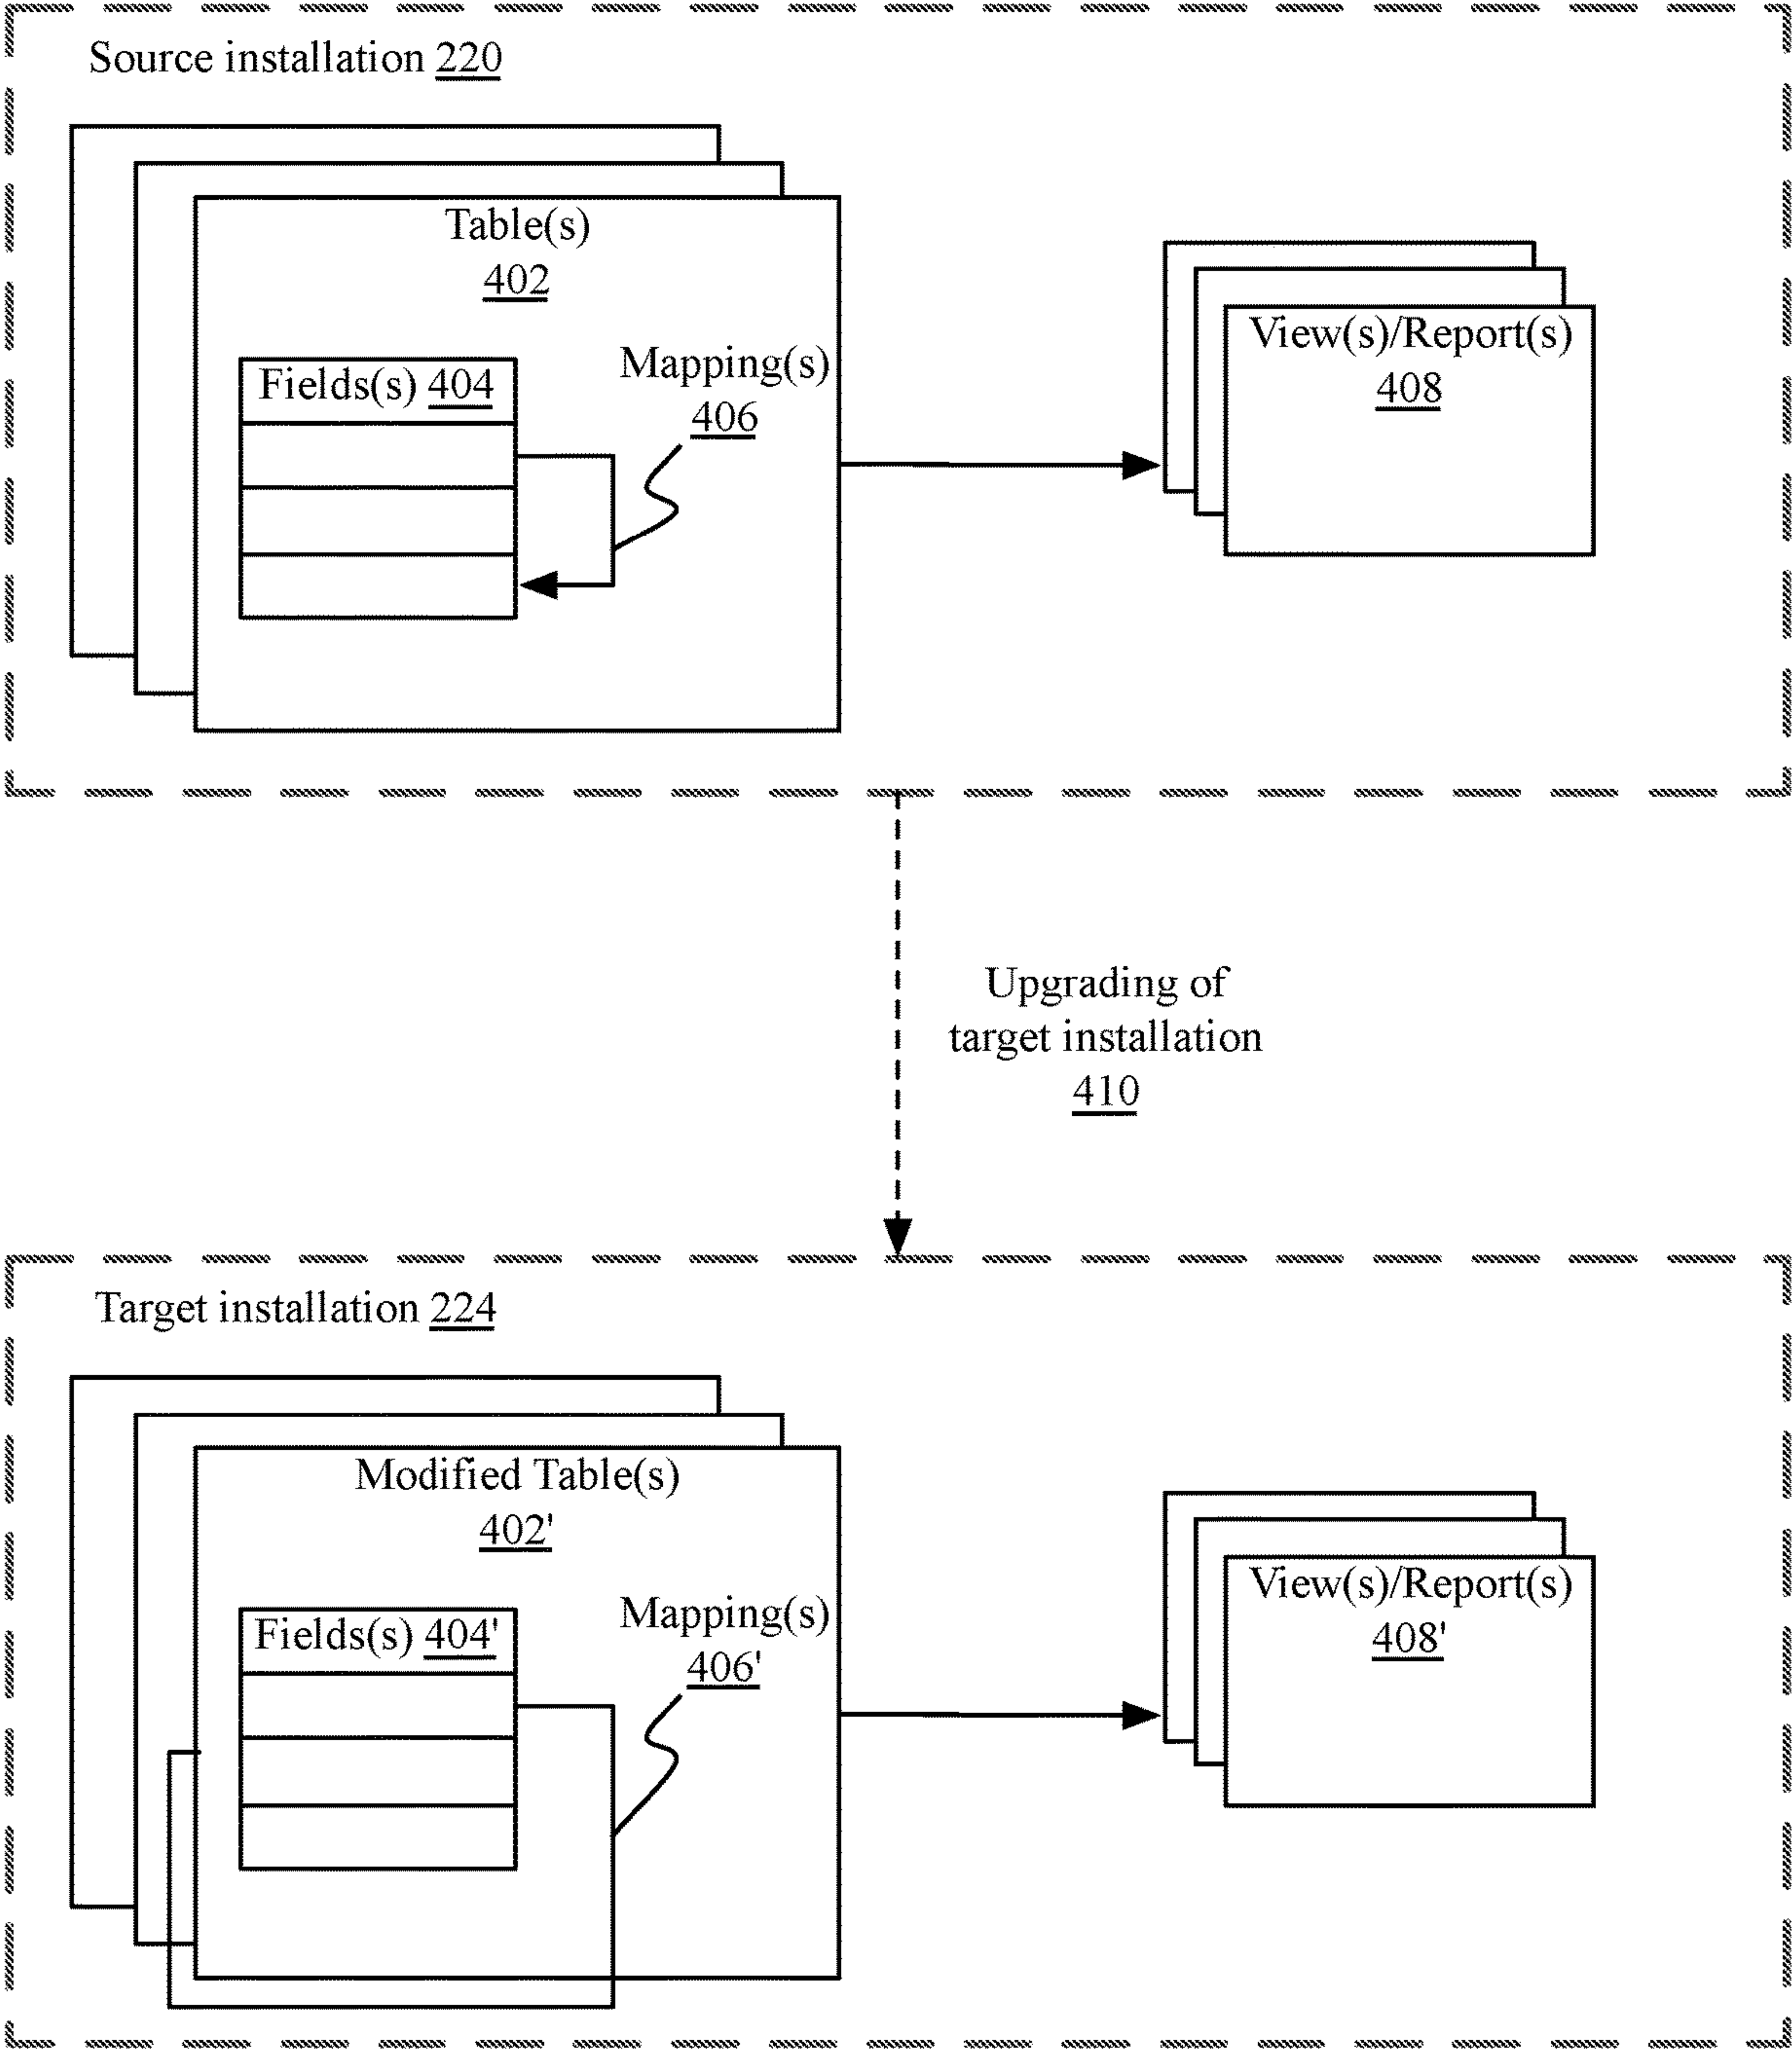 Source installation 220
Table(s)
402
Fields(s) 404
Mapping(s)
406
View(s)/Report(s)
408
Upgrading of
target installation
410
Target installation 224
Modified Table(s)
402'
Fields(s) 404'
Mapping(s)
406'
View(s)/Report(s)
408'